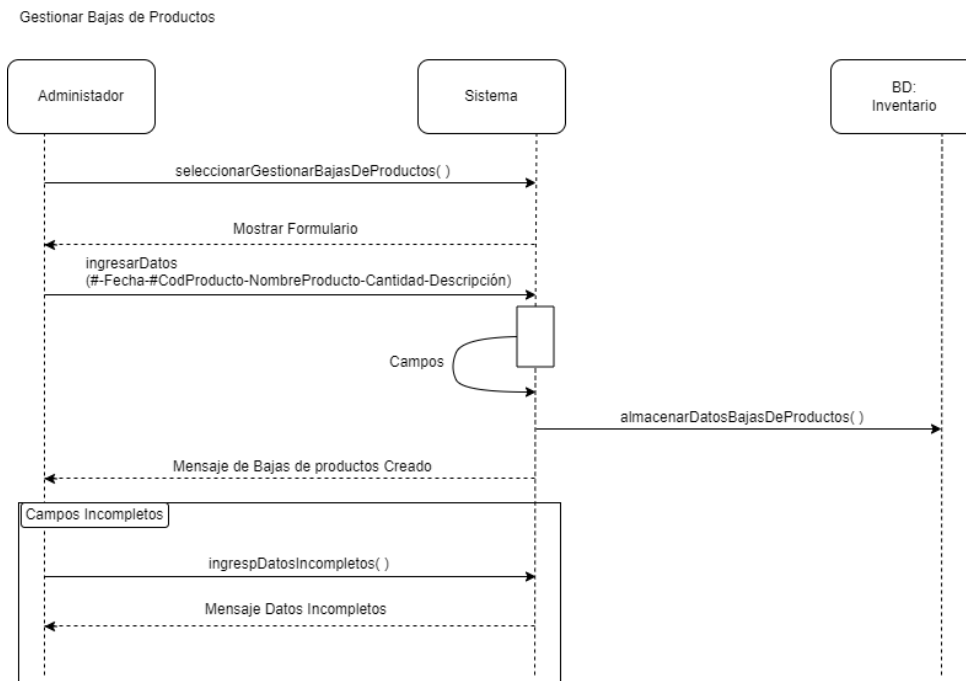 Gestionar Bajas de Productos
Administador
Sistema
BD:
Inventario
seleccionarGestionarBajasDeProductos( )
Mostrar Formulario
ingresarDatos
(#-Fecha-#CodProducto-NombreProducto-Cantidad-Descripción)
Campos
almacenarDatosBajasDeProductos( )
Mensaje de Bajas de productos Creado
Campos Incompletos
ingrespDatosIncompletos( )
Mensaje Datos Incompletos